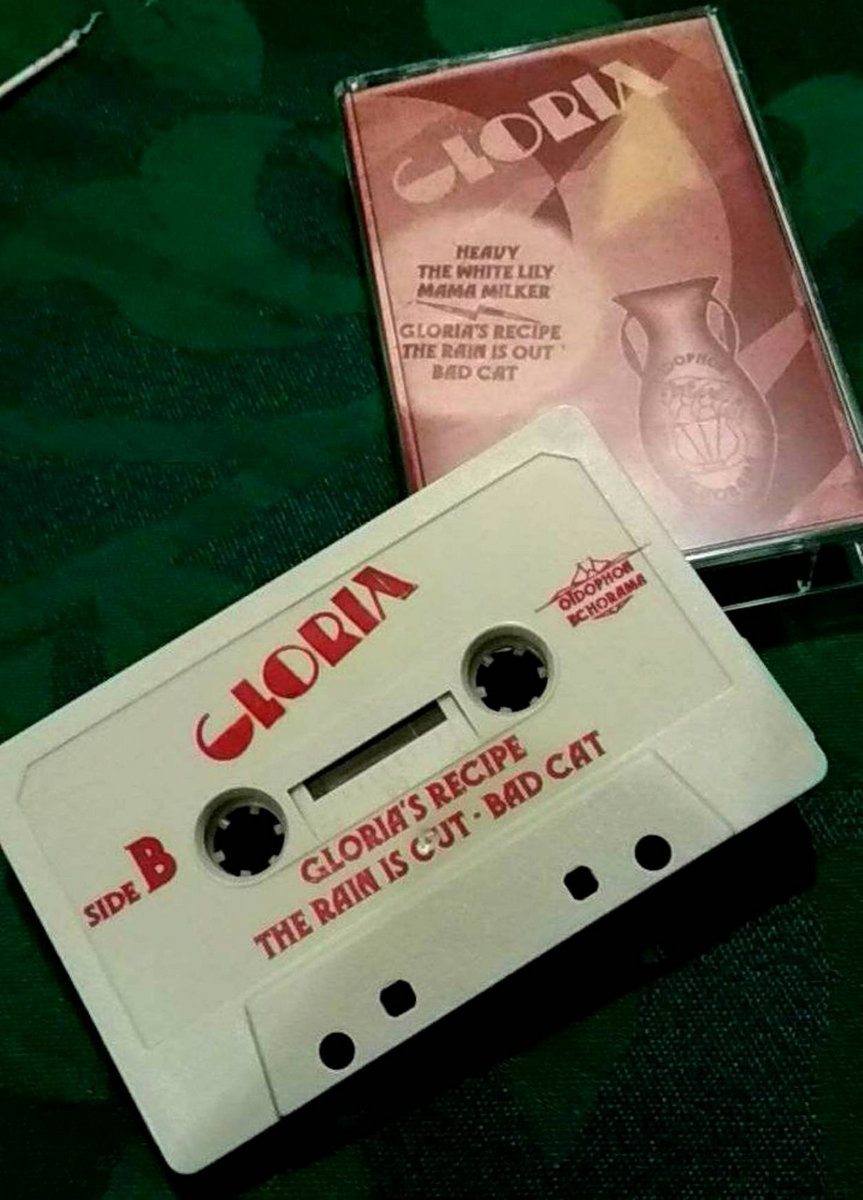 GLORIA
HEAVY
THE WHITE LILY
MAMA MILKER
GLORIA'S RECIPE
THE RAIN IS OUT
BAD CAT
GLORIA
OIDOPHON
ECHORAMA
GLORIA'S RECIPE
THE RAIN IS OUT · BAD CAT
SIDE B